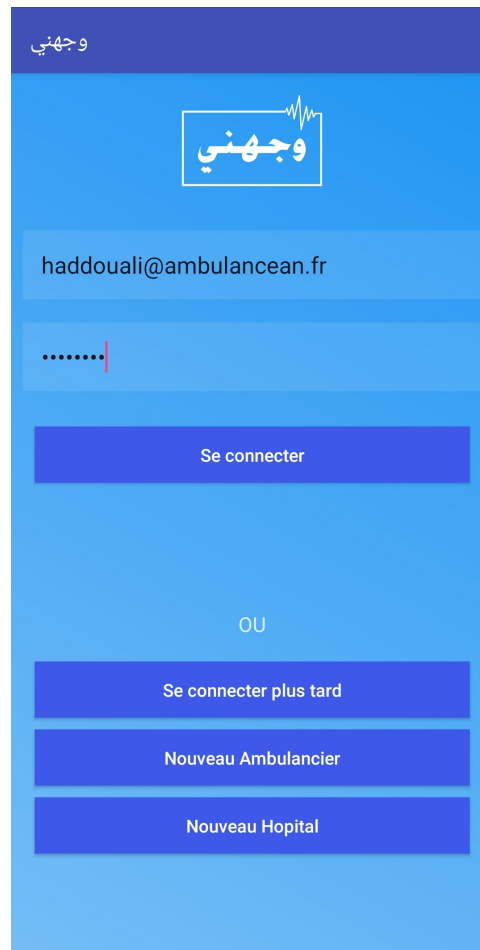 وجهني
وجهني
haddouali@ambulancean.fr
••••••••
Se connecter
OU
Se connecter plus tard
Nouveau Ambulancier
Nouveau Hopital